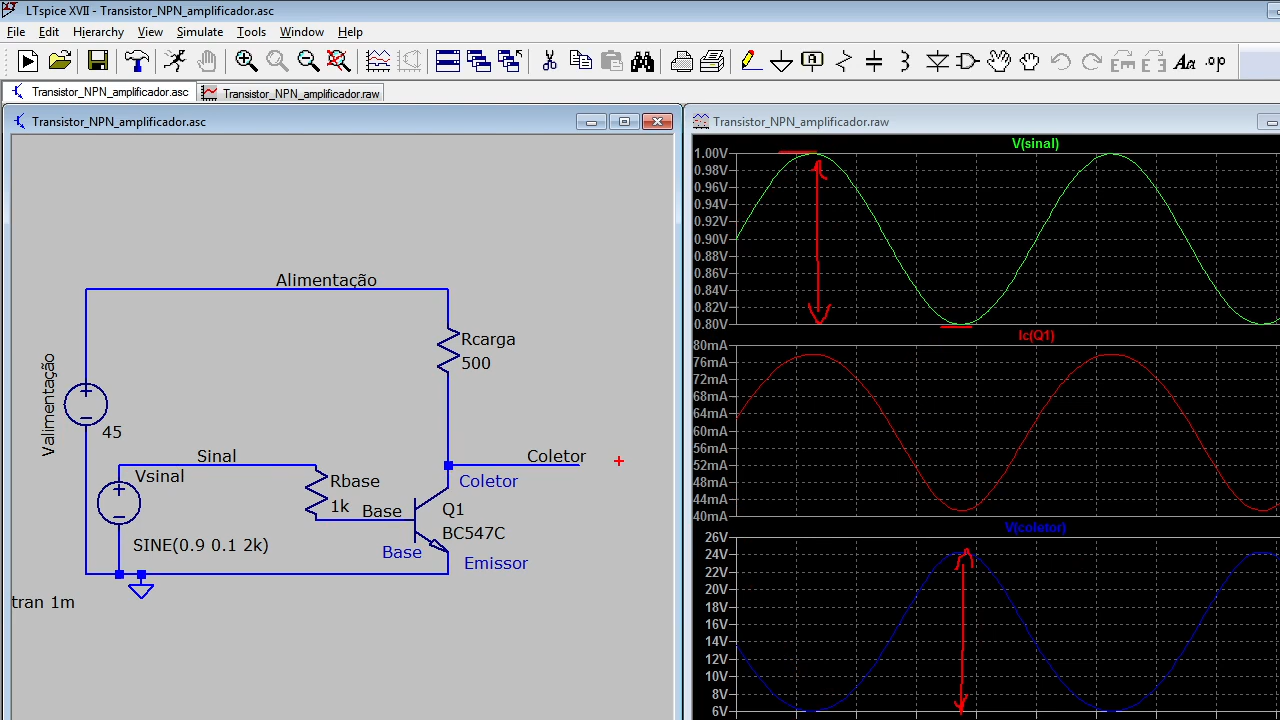 LTspice XVII - Transistor_NPN_amplificador.asc
File Edit Hierarchy View Simulate Tools Window Help
Aa .op
Transistor_NPN_amplificador.asc Transistor_NPN_amplificador.raw
Transistor_NPN_amplificador.asc
Alimentação
Rcarga
500
Valimentação
45
Sinal
Vsinal
Rbase
1k
Base
Coletor
Coletor
Q1
BC547C
SINE(0.9 0.1 2k)
Base
Emissor
tran 1m
Transistor_NPN_amplificador.raw
V(sinal)
1.00V
0.98V
0.96V
0.94V
0.92V
0.90V
0.88V
0.86V
0.84V
0.82V
0.80V
Ic(Q1)
80mA
76mA
72mA
68mA
64mA
60mA
56mA
52mA
48mA
44mA
40mA
V(coletor)
26V
24V
22V
20V
18V
16V
14V
12V
10V
8V
6V